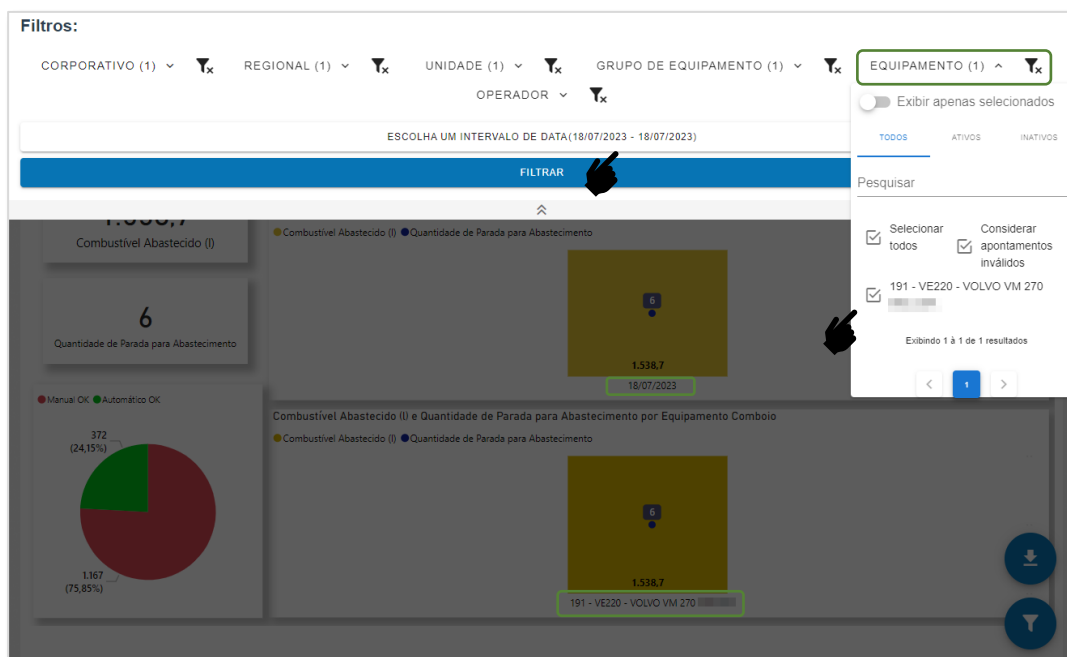 Filtros:
CORPORATIVO (1)
REGIONAL (1)
UNIDADE (1)
GRUPO DE EQUIPAMENTO (1)
EQUIPAMENTO (1)
OPERADOR
Exibir apenas selecionados
TODOS
ATIVOS
INATIVOS
ESCOLHA UM INTERVALO DE DATA(18/07/2023 - 18/07/2023)
FILTRAR
Pesquisar
Selecionar
todos
Considerar
apontamentos
inválidos
191 - VE220 - VOLVO VM 270
Exibindo 1 à 1 de 1 resultados
1
Combustível Abastecido (l)
6
Quantidade de Parada para Abastecimento
Combustível Abastecido (l) Quantidade de Parada para Abastecimento
6
1.538,7
18/07/2023
Manual OK Automático OK
372
(24,15%)
1.167
(75,85%)
Combustível Abastecido (l) e Quantidade de Parada para Abastecimento por Equipamento Comboio
Combustível Abastecido (l) Quantidade de Parada para Abastecimento
6
1.538,7
191 - VE220 - VOLVO VM 270